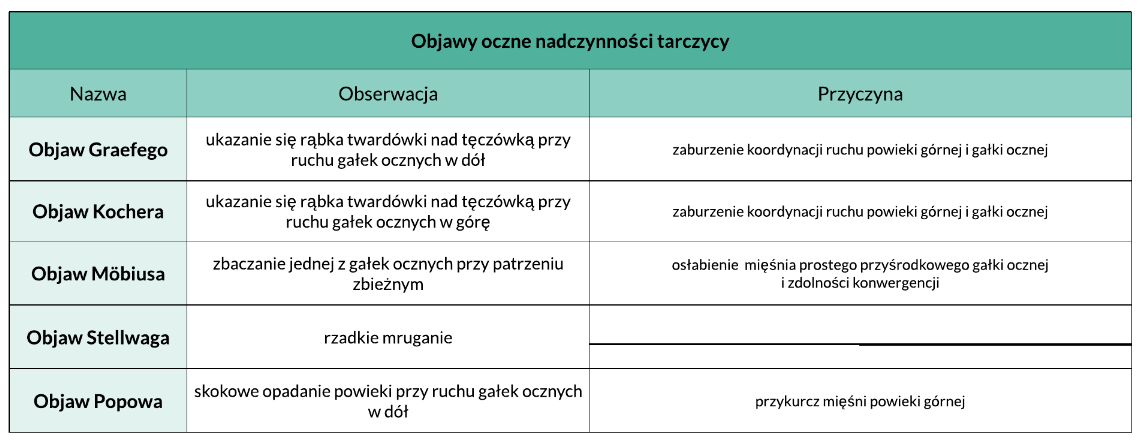 Objawy oczne nadczynności tarczycy
Nazwa
Obserwacja
Przyczyna
Objaw Graefego
ukazanie się rąbka twardówki nad tęczówką przy
ruchu gałek ocznych w dół
zaburzenie koordynacji ruchu powieki górnej i gałki ocznej
Objaw Kochera
ukazanie się rąbka twardówki nad tęczówką przy
ruchu gałek ocznych w górę
zaburzenie koordynacji ruchu powieki górnej i gałki ocznej
Objaw Möbiusa
zbaczanie jednej z gałek ocznych przy patrzeniu
zbieżnym
osłabienie mięśnia prostego przyśrodkowego gałki ocznej
i zdolności konwergencji
Objaw Stellwaga
rzadkie mruganie
Objaw Popowa
skokowe opadanie powieki przy ruchu gałek ocznych
w dół
przykurcz mięśni powieki górnej